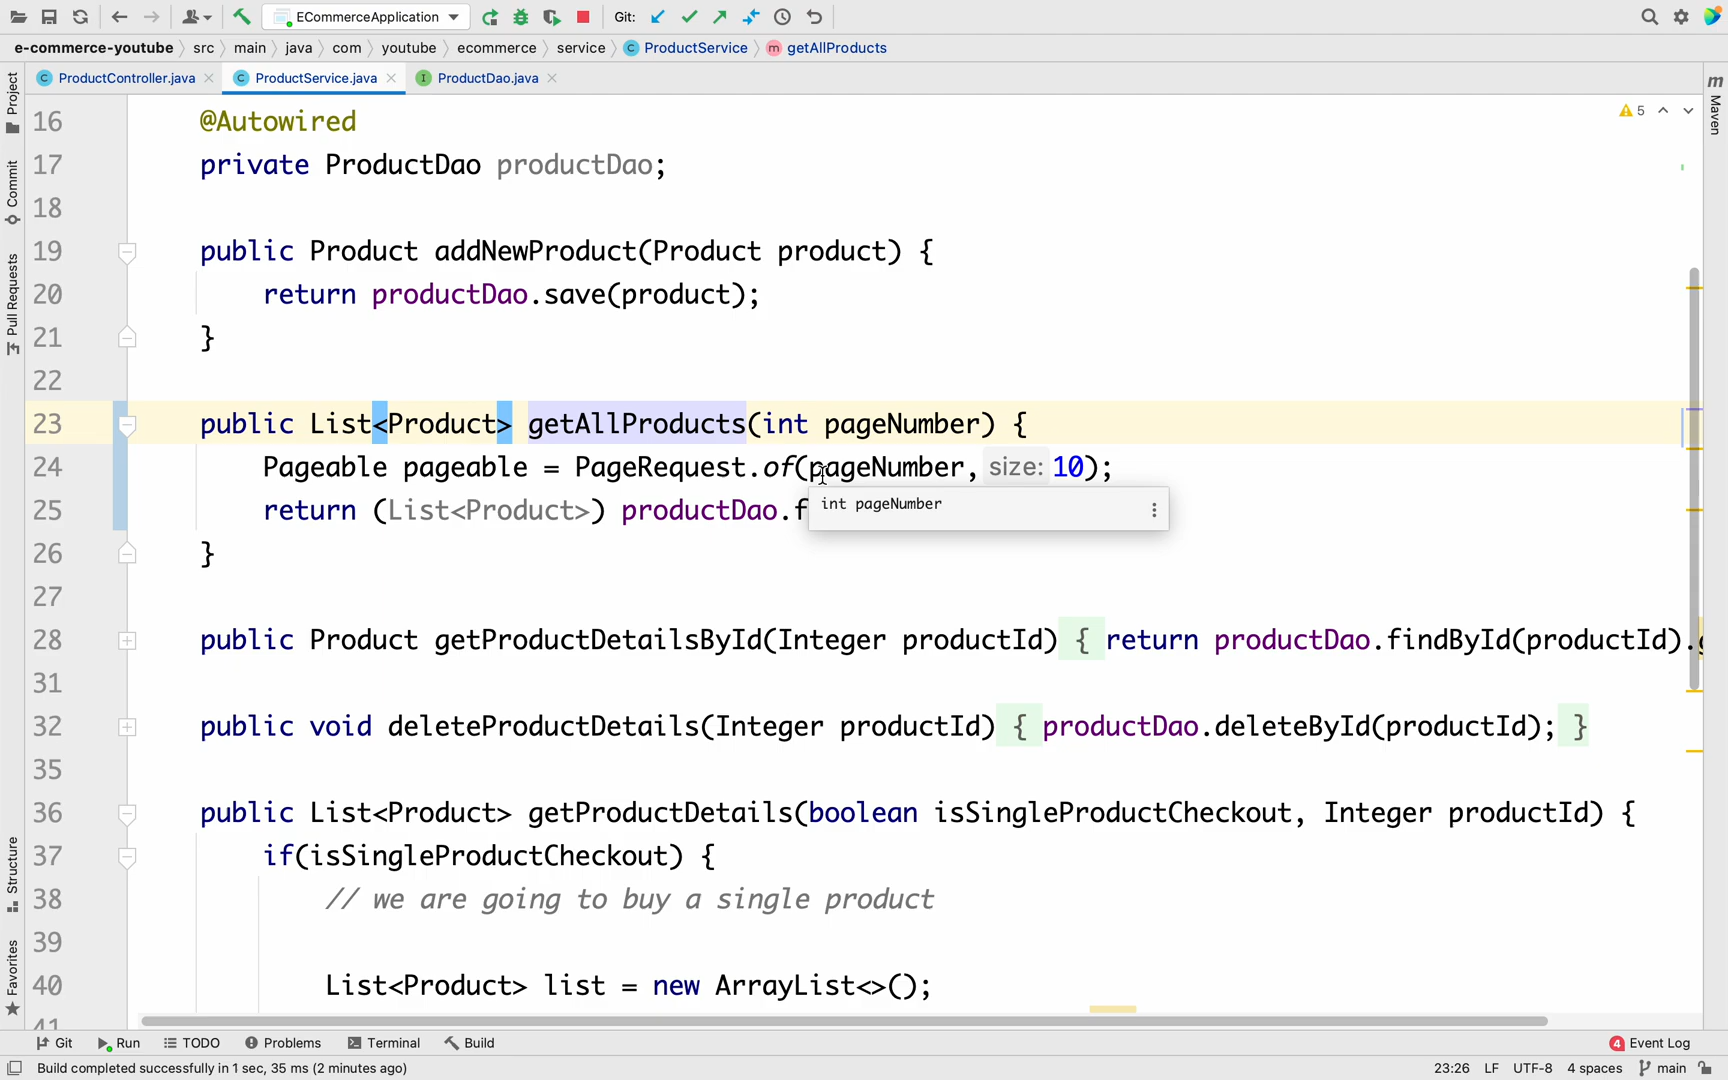 ECommerceApplication
Git:
e-commerce-youtube
src
main
java
com
youtube
ecommerce
service
C ProductService
m getAllProducts
C ProductController.java
C ProductService.java
I ProductDao.java
Project
Commit
Pull Requests
Structure
Favorites
m
Maven
5
16 @Autowired
17 private ProductDao productDao;
18
19 public Product addNewProduct(Product product) {
20 return productDao.save(product);
21 }
22
23 public List<Product> getAllProducts(int pageNumber) {
24 Pageable pageable = PageRequest.of(pageNumber, size: 10);
25 return (List<Product>) productDao.f
int pageNumber
26 }
27
28 public Product getProductDetailsById(Integer productId) { return productDao.findById(productId).
31
32 public void deleteProductDetails(Integer productId) { productDao.deleteById(productId); }
35
36 public List<Product> getProductDetails(boolean isSingleProductCheckout, Integer productId) {
37 if(isSingleProductCheckout) {
38 // we are going to buy a single product
39
40 List<Product> list = new ArrayList<>();
41
Git
Run
TODO
Problems
Terminal
Build
4 Event Log
Build completed successfully in 1 sec, 35 ms (2 minutes ago)
23:26
LF
UTF-8
4 spaces
main